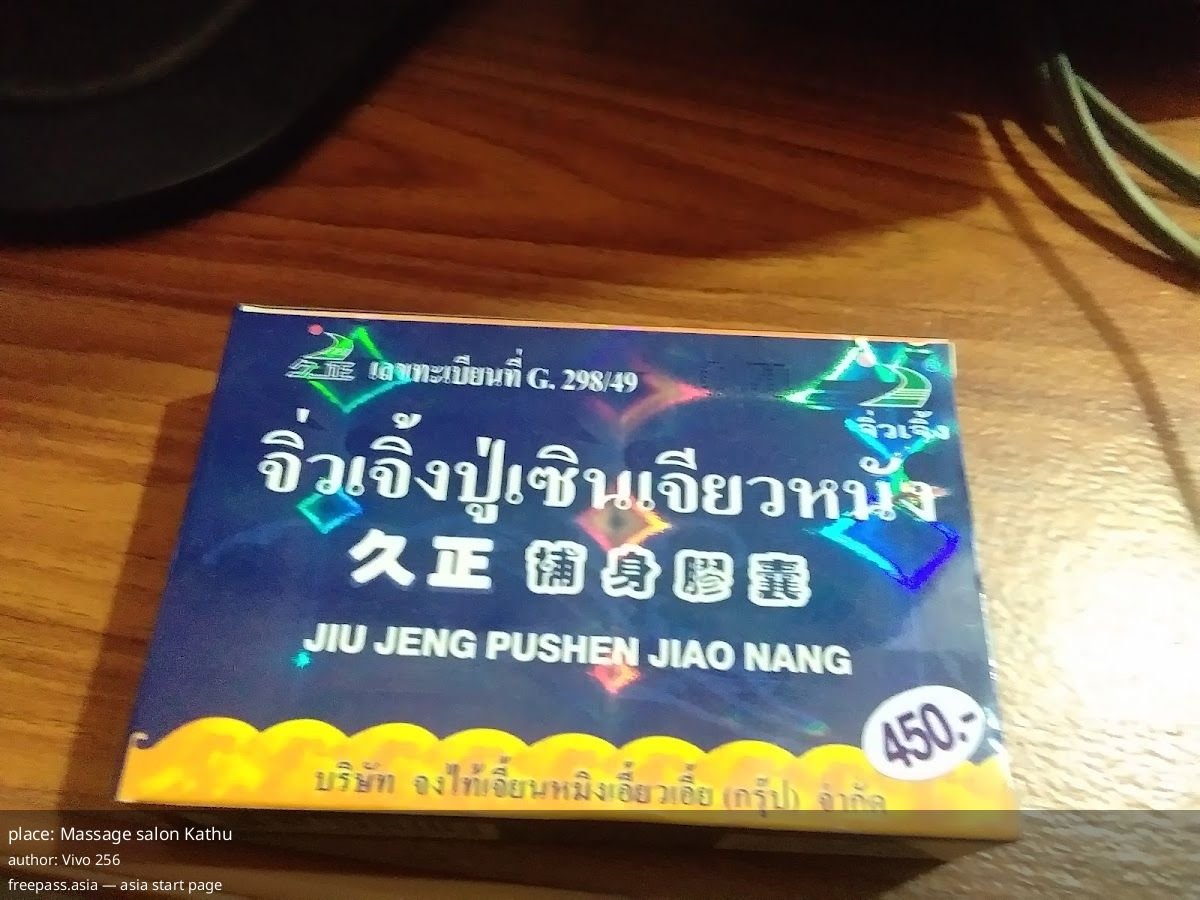 久正
เลขทะเบียนที่ G. 298/49
®
จิ่วเจิ้ง
จิ่วเจิ้งปู่เซินเจียวหนัง
久正 補身膠囊
JIU JENG PUSHEN JIAO NANG
450.-
บริษัท จงไท้เจี้ยนหมิงเอี้ยวเอี้ย (กรุ๊ป) จำกัด
place: Massage salon Kathu
author: Vivo 256
freepass.asia — asia start page